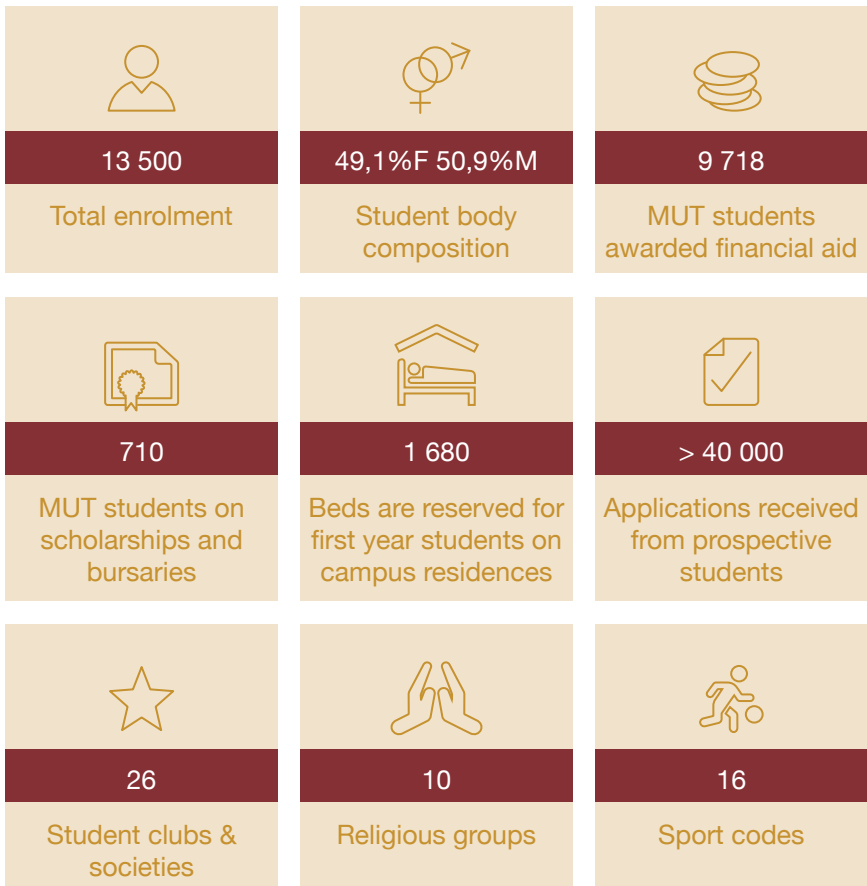 13 500
Total enrolment
49,1%F 50,9%M
Student body
composition
9 718
MUT students
awarded financial aid
710
MUT students on
scholarships and
bursaries
1 680
Beds are reserved for
first year students on
campus residences
> 40 000
Applications received
from prospective
students
26
Student clubs &
societies
10
Religious groups
16
Sport codes